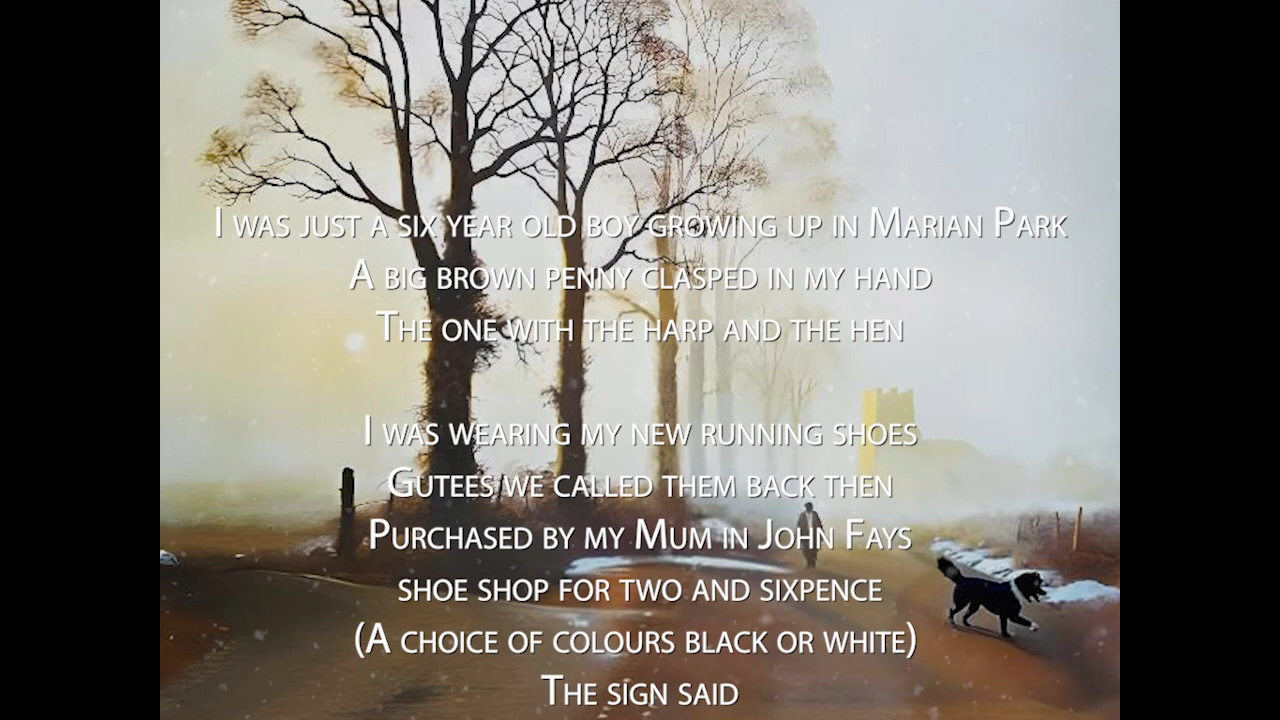 I was just a six year old boy growing up in Marian Park
A big brown penny clasped in my hand
The one with the harp and the hen
I was wearing my new running shoes
Gutees we called them back then
Purchased by my Mum in John Fays
shoe shop for two and sixpence
(A choice of colours black or white)
The sign said